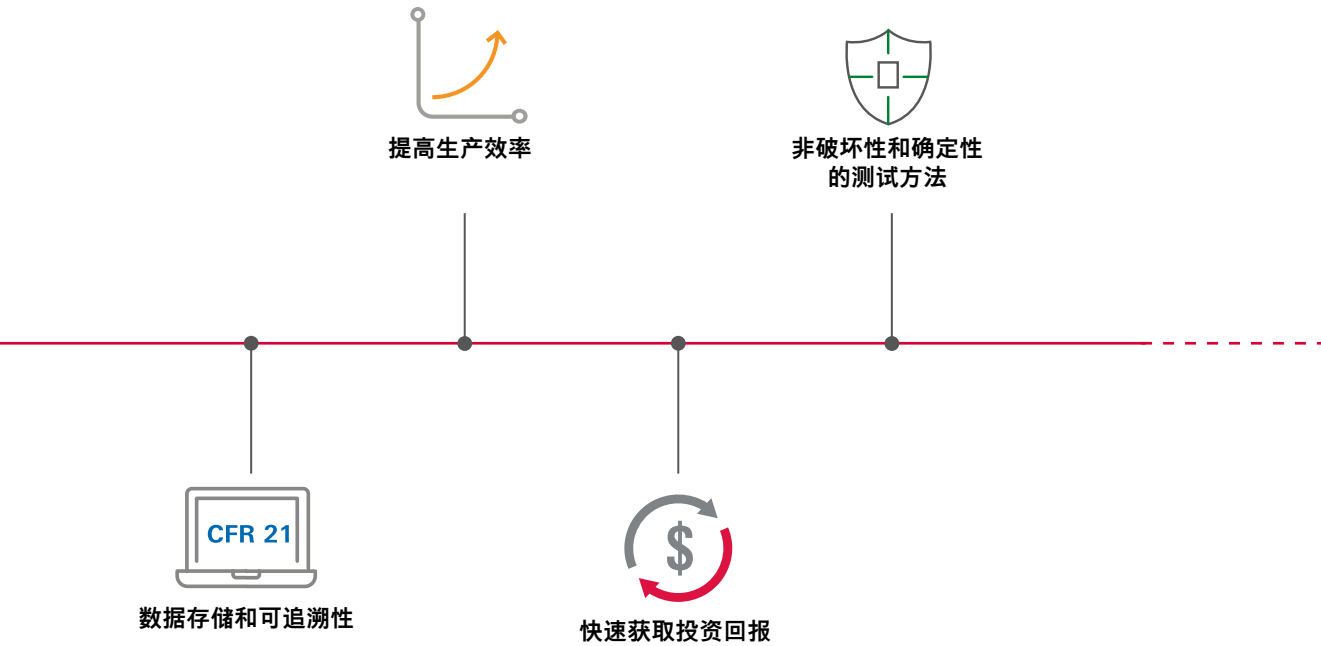 提高生产效率
非破坏性和确定性
的测试方法
CFR 21
数据存储和可追溯性
$
快速获取投资回报